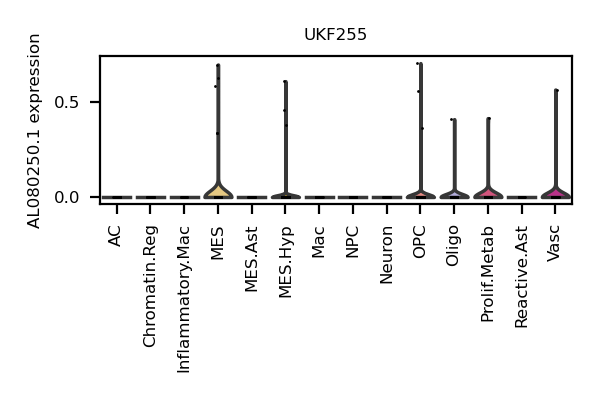 UKF255
AL080250.1 expression
0.5
0.0
AC
Chromatin.Reg
Inflammatory.Mac
MES
MES.Ast
MES.Hyp
Mac
NPC
Neuron
OPC
Oligo
Prolif.Metab
Reactive.Ast
Vasc